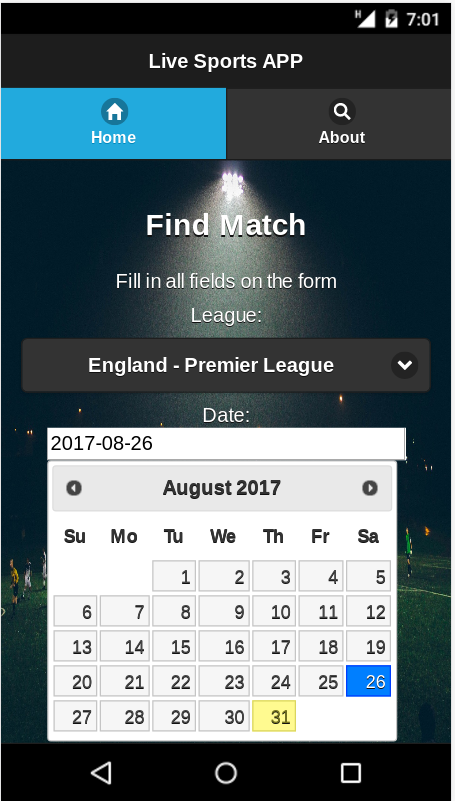 H 7:01
Live Sports APP
Home About
Find Match
Fill in all fields on the form
League:
England - Premier League
Date:
2017-08-26
August 2017
Su Mo Tu We Th Fr Sa
1 2 3 4 5
6 7 8 9 10 11 12
13 14 15 16 17 18 19
20 21 22 23 24 25 26
27 28 29 30 31